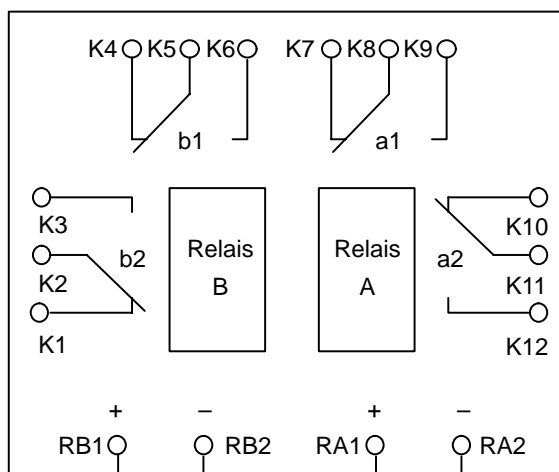 K4 K5 K6 K7 K8 K9
b1 a1
K3 K10
Relais Relais
b2 a2
K2 K11
B A
K1 K12
+ – + –
RB1 RB2 RA1 RA2